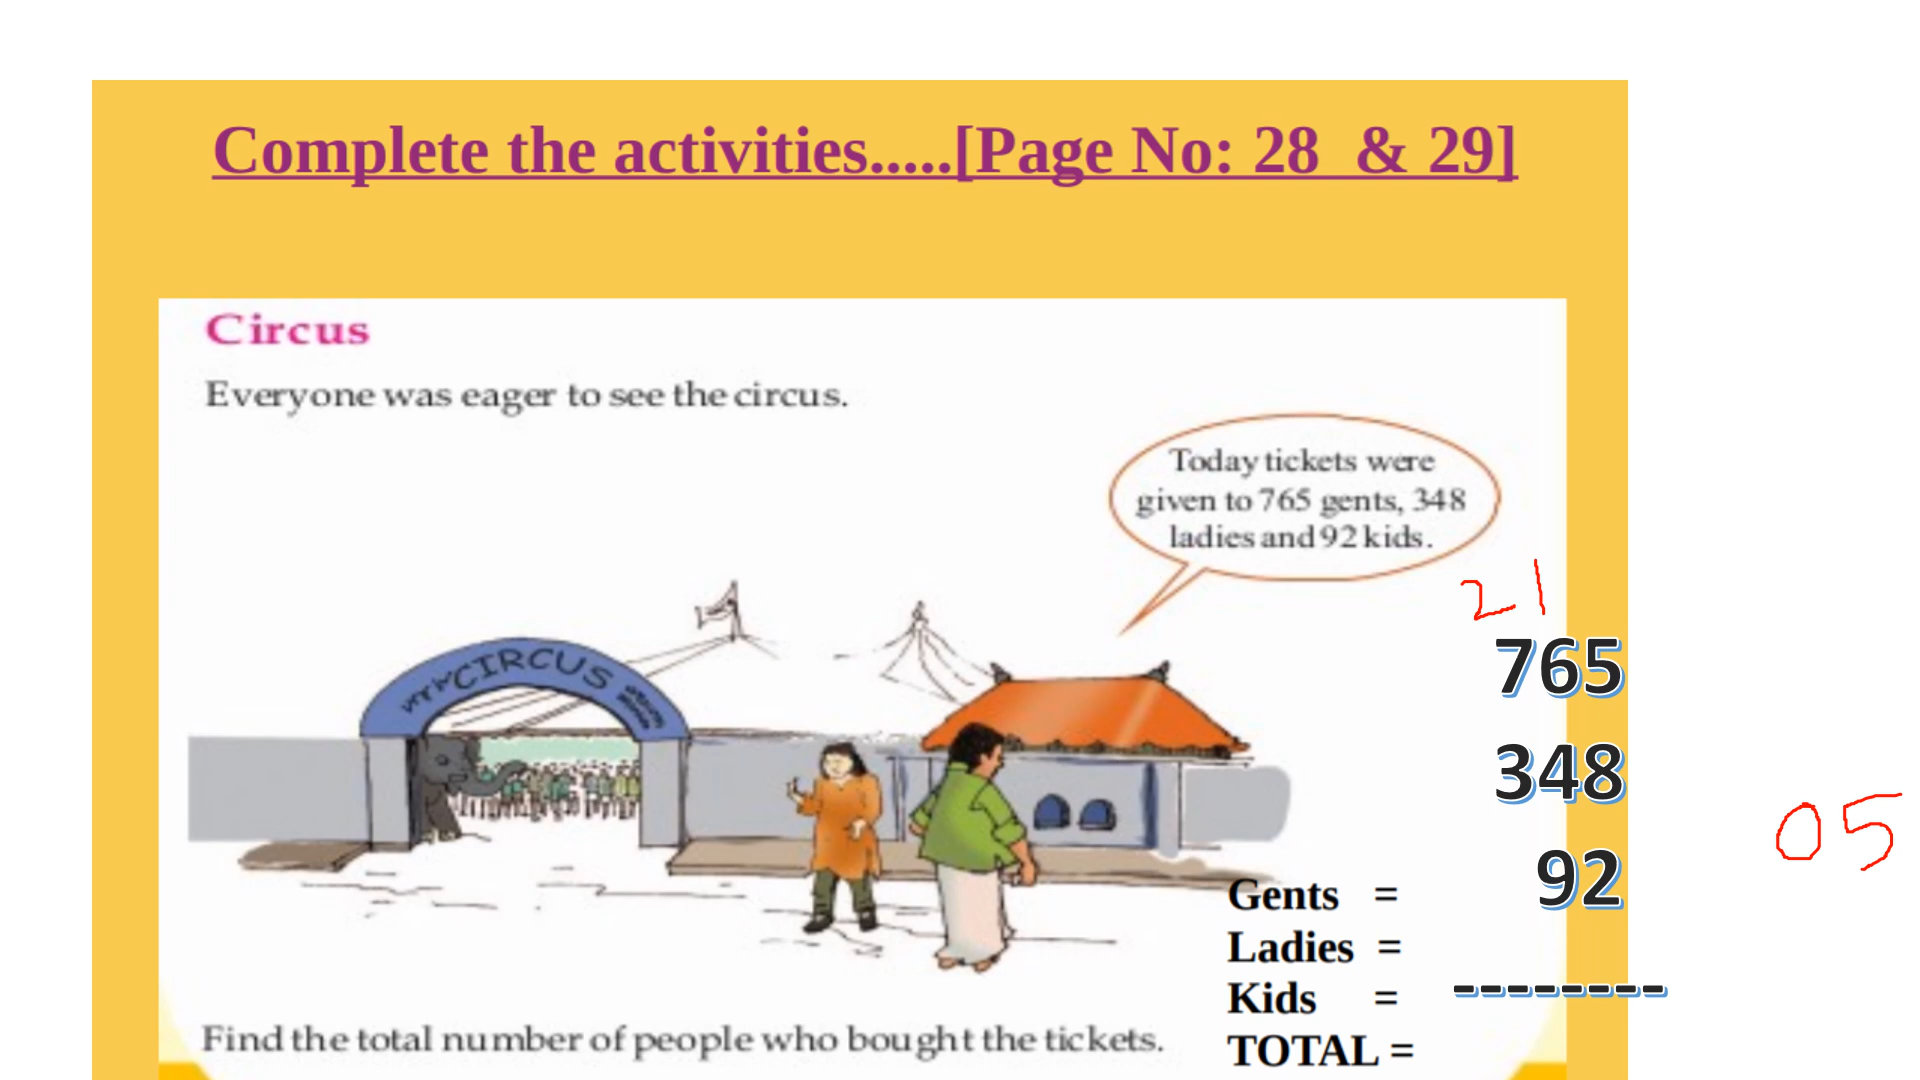 Complete the activities.....[Page No: 28 & 29]
Circus
Everyone was eager to see the circus.
Today tickets were
given to 765 gents, 348
ladies and 92 kids.
21
765
348
92
05
--------
CIRCUS
Gents =
Ladies =
Kids =
TOTAL =
Find the total number of people who bought the tickets.